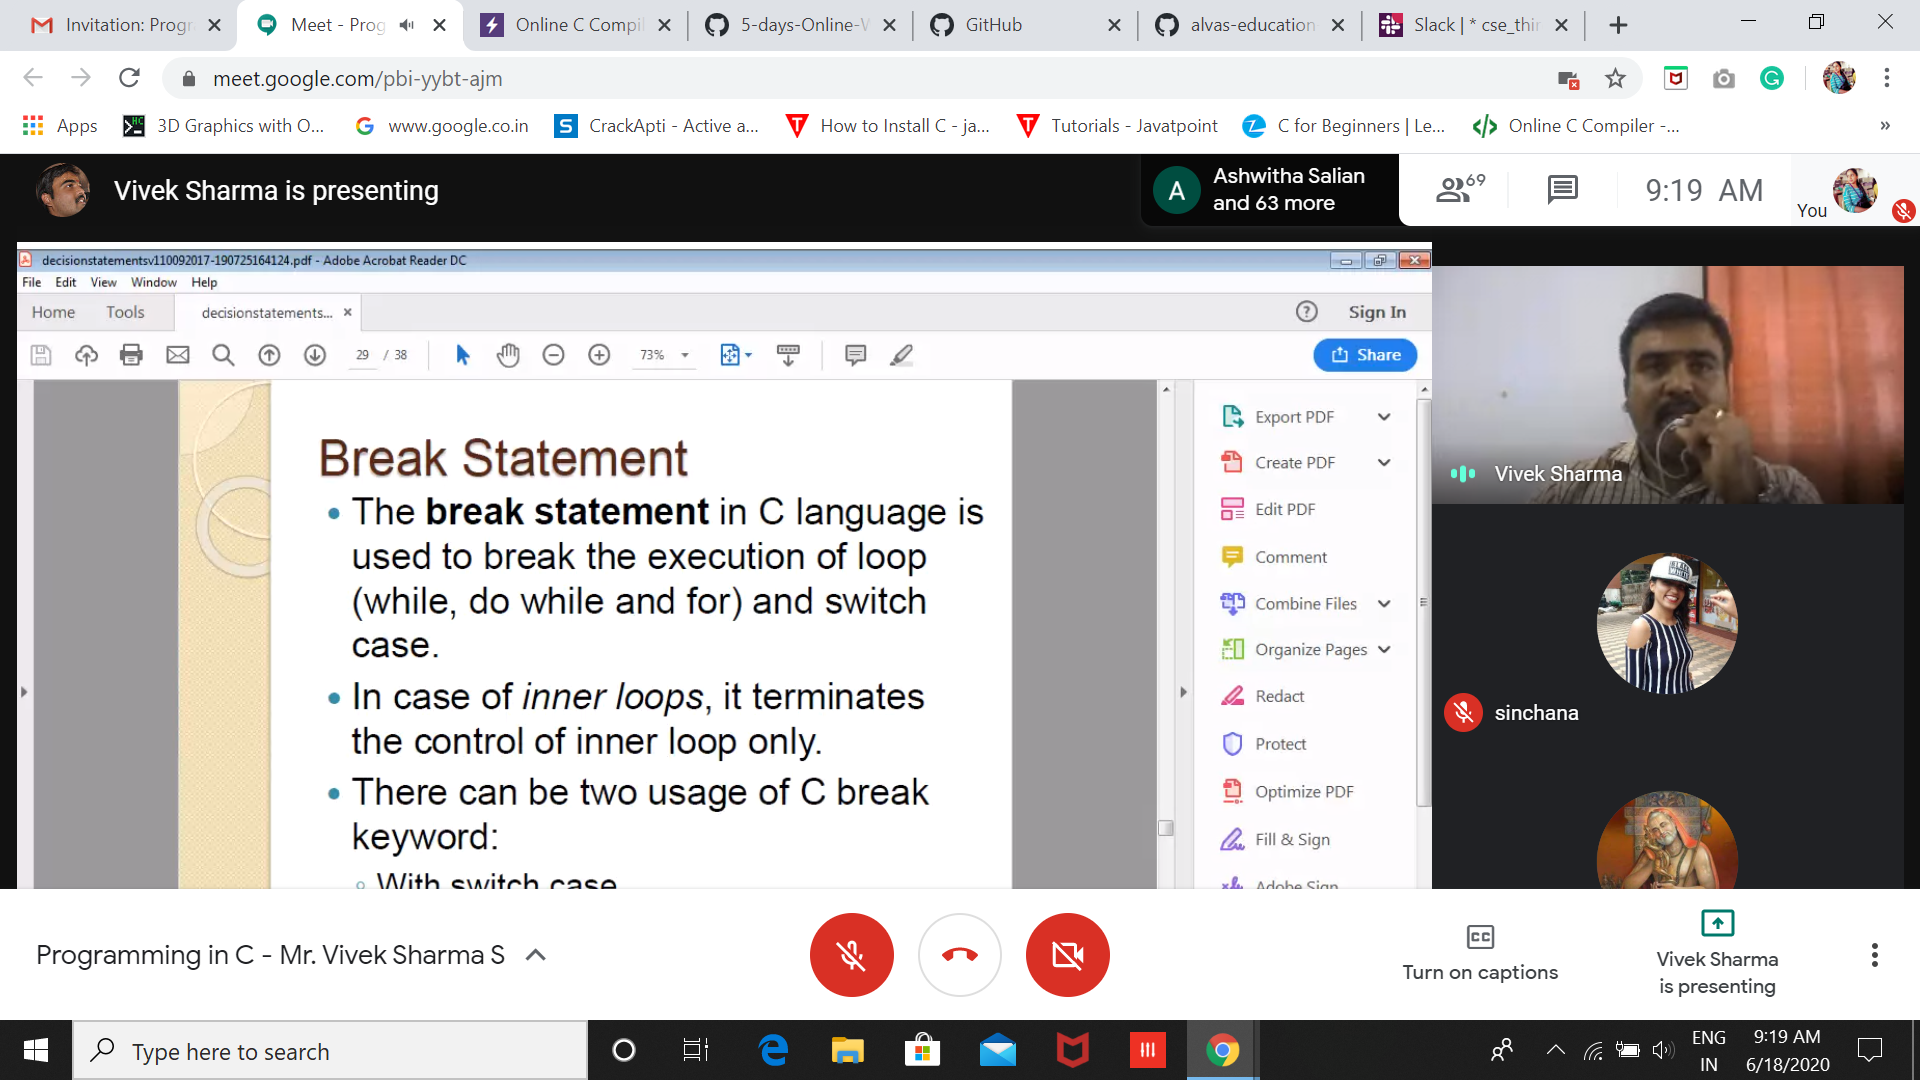 Invitation: Progr
Meet - Prog
Online C Compil
5-days-Online-W
GitHub
alvas-education
Slack | * cse_thir
meet.google.com/pbi-yybt-ajm
Apps
3D Graphics with O...
www.google.co.in
CrackApti - Active a...
How to Install C - ja...
Tutorials - Javatpoint
C for Beginners | Le...
Online C Compiler -...
»
Vivek Sharma is presenting
A
Ashwitha Salian
and 63 more
69
9:19 AM
You
decisionstatementsv110092017-190725164124.pdf - Adobe Acrobat Reader DC
File Edit View Window Help
Home Tools decisionstatements...
Sign In
29 / 38
73%
Share
Break Statement
• The break statement in C language is
used to break the execution of loop
(while, do while and for) and switch
case.
• In case of inner loops, it terminates
the control of inner loop only.
• There can be two usage of C break
keyword:
With switch case
Export PDF
Create PDF
Edit PDF
Comment
Combine Files
Organize Pages
Redact
Protect
Optimize PDF
Fill & Sign
Adobe Sign
Vivek Sharma
sinchana
Programming in C - Mr. Vivek Sharma S
CC
Turn on captions
Vivek Sharma
is presenting
Type here to search
ENG
IN
9:19 AM
6/18/2020